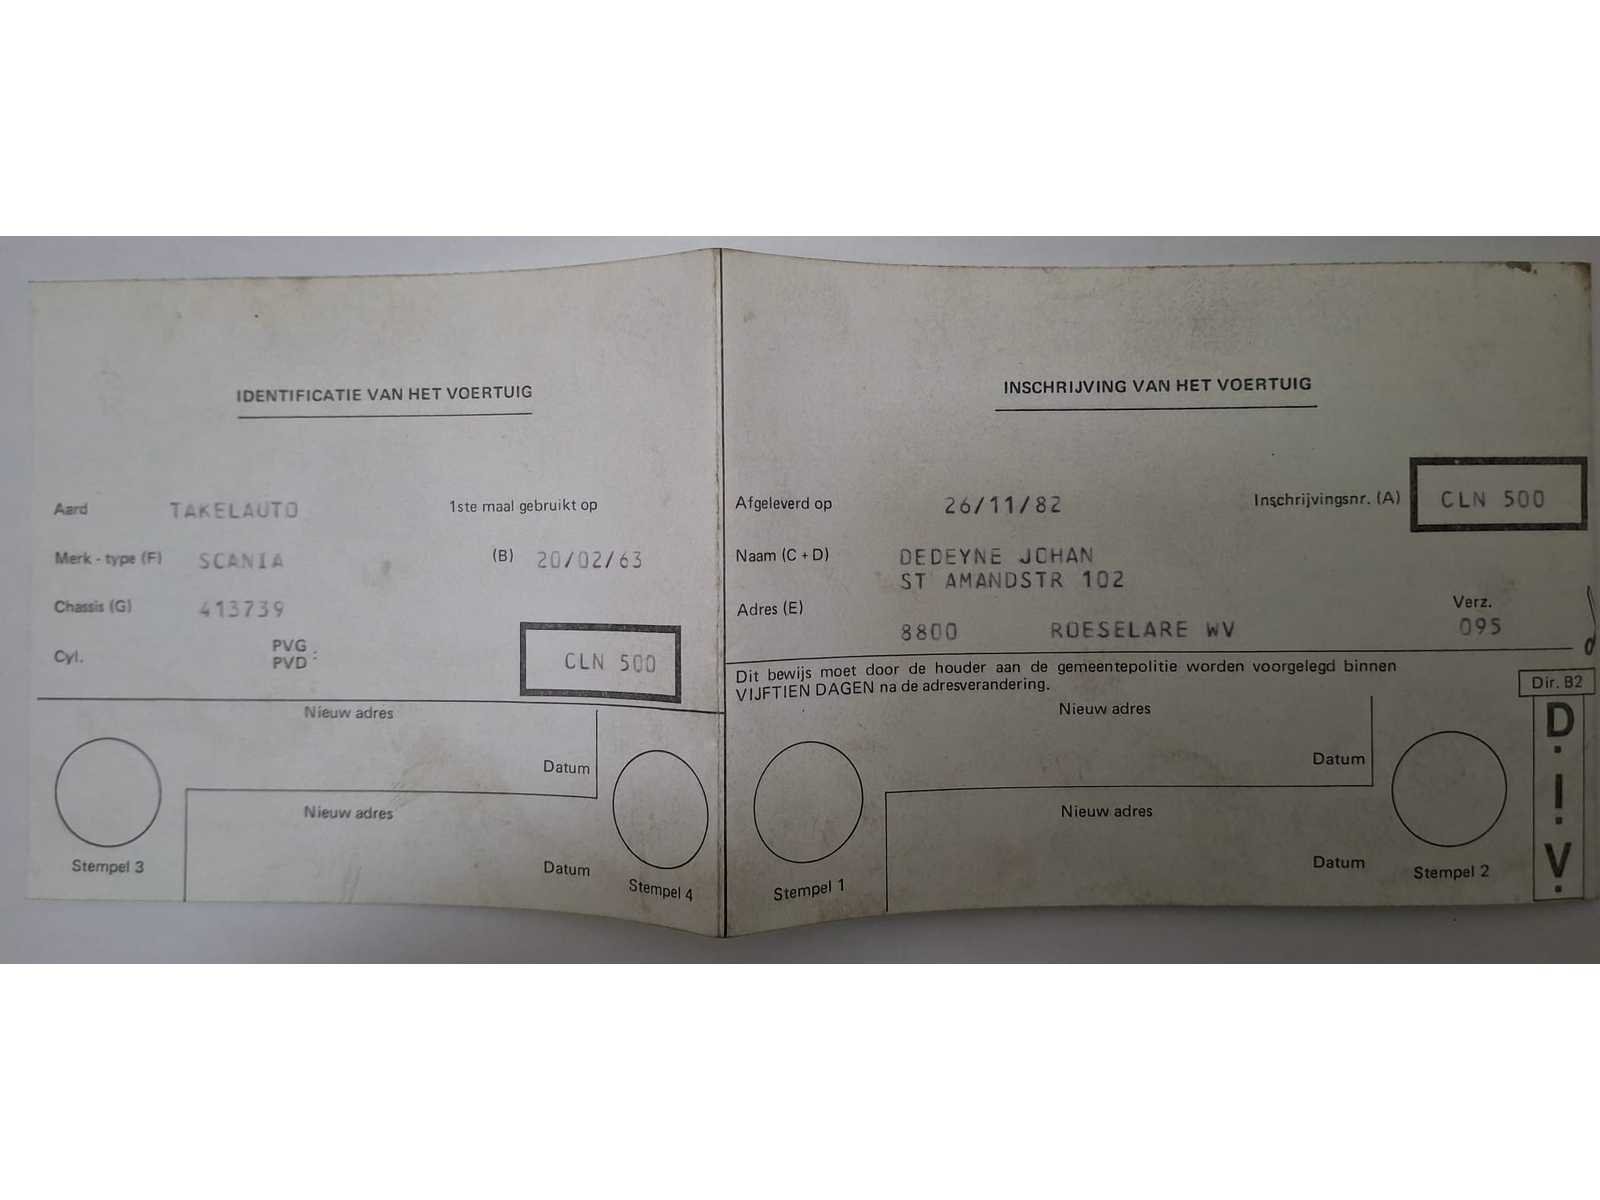 IDENTIFICATIE VAN HET VOERTUIG
Aard TAKELAUTO 1ste maal gebruikt op
Merk - type (F) SCANIA (B) 20/02/63
Chassis (G) 413739
Cyl. PVG :
PVD
CLN 500
Nieuw adres
Datum
Nieuw adres
Datum
Stempel 3
Stempel 4
INSCHRIJVING VAN HET VOERTUIG
Afgeleverd op 26/11/82 Inschrijvingsnr. (A) CLN 500
Naam (C + D) DEDEYNE JOHAN
ST AMANDSTR 102
Adres (E) Verz.
8800 ROESELARE WV 095
Dit bewijs moet door de houder aan de gemeentepolitie worden voorgelegd binnen
VIJFTIEN DAGEN na de adresverandering.
Dir. B2
D.I.V.
Nieuw adres
Datum
Nieuw adres
Datum
Stempel 1
Stempel 2